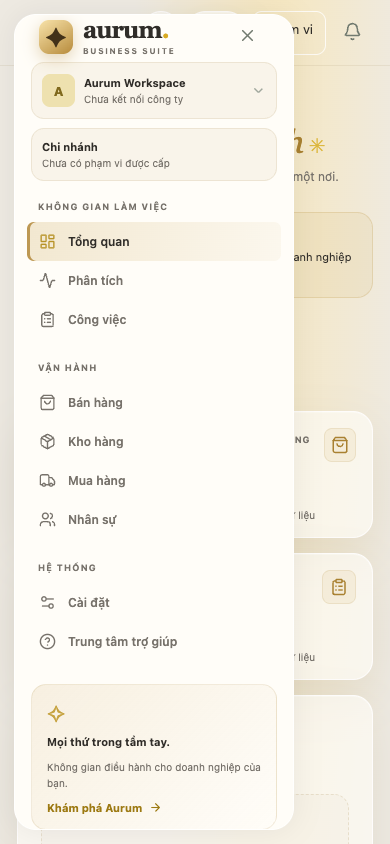 aurum.
BUSINESS SUITE
A
Aurum Workspace
Chưa kết nối công ty
Chi nhánh
Chưa có phạm vi được cấp
KHÔNG GIAN LÀM VIỆC
Tổng quan
Phân tích
Công việc
VẬN HÀNH
Bán hàng
Kho hàng
Mua hàng
Nhân sự
HỆ THỐNG
Cài đặt
Trung tâm trợ giúp
Mọi thứ trong tầm tay.
Không gian điều hành cho doanh nghiệp của
bạn.
Khám phá Aurum
vi
một nơi.
nghiệp
liệu
liệu